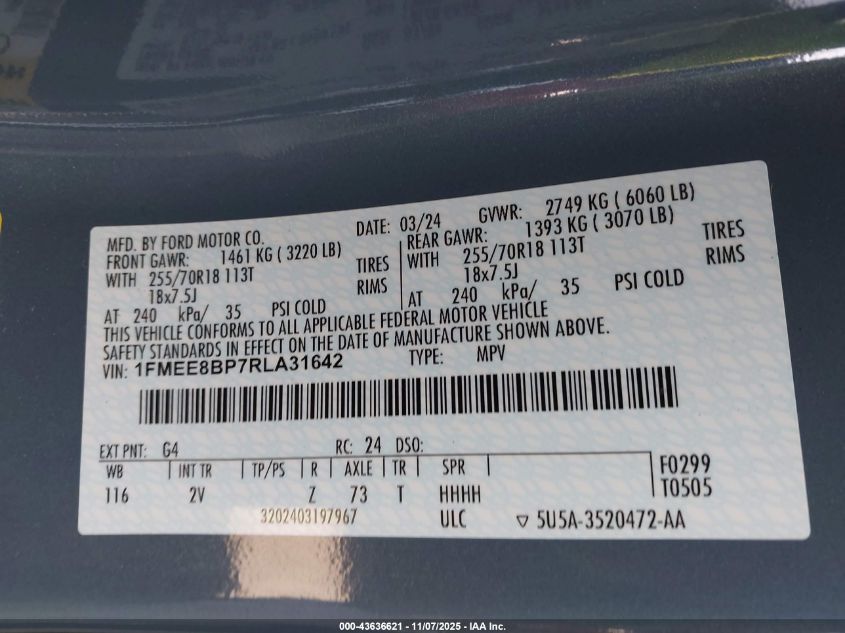 MFD. BY FORD MOTOR CO.
DATE: 03/24 GVWR: 2749 KG ( 6060 LB)
FRONT GAWR: 1461 KG ( 3220 LB)
WITH 255/70R18 113T TIRES
18x7.5J RIMS
AT 240 kPa/ 35 PSI COLD
REAR GAWR: 1393 KG ( 3070 LB)
WITH 255/70R18 113T TIRES
18x7.5J RIMS
AT 240 kPa/ 35 PSI COLD
THIS VEHICLE CONFORMS TO ALL APPLICABLE FEDERAL MOTOR VEHICLE
SAFETY STANDARDS IN EFFECT ON THE DATE OF MANUFACTURE SHOWN ABOVE.
VIN: 1FMEE8BP7RLA31642 TYPE: MPV
EXT PNT: G4 RC: 24 DSO:
WB INT TR TP/PS R AXLE TR SPR F0299
116 2V Z 73 T HHHH T0505
3202403197967 ULC ▽ 5U5A-3520472-AA
000-43636621 - 11/07/2025 - IAA Inc.